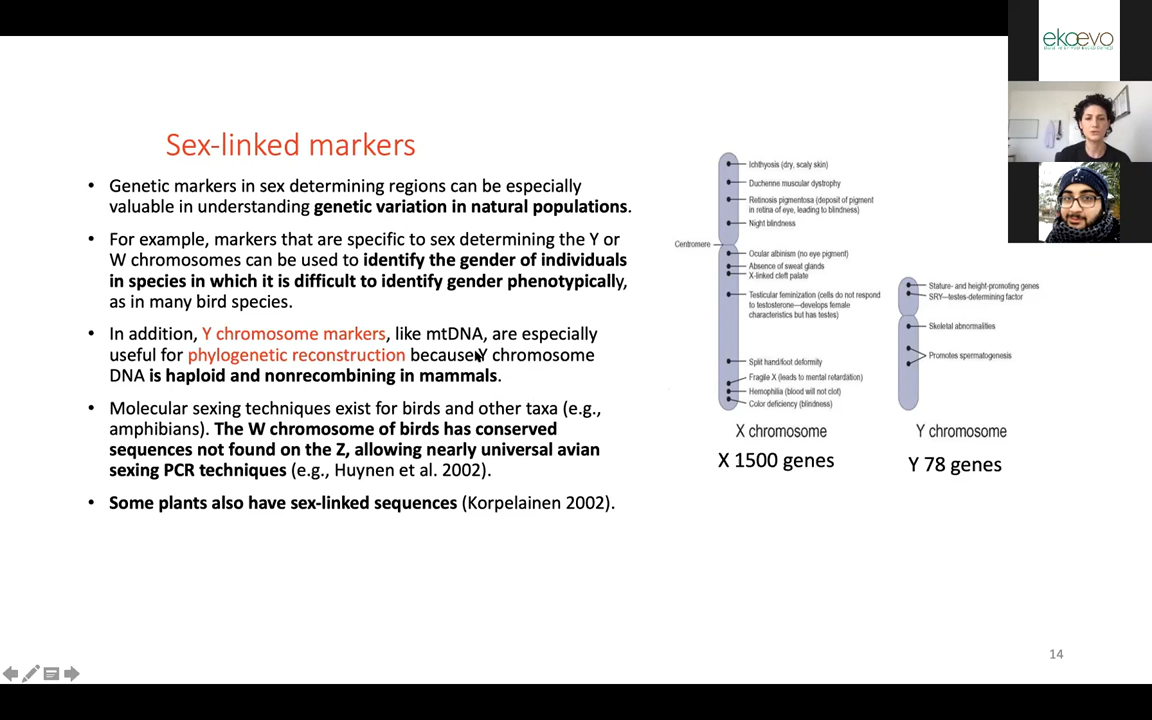 ekoevo
Sex-linked markers
• Genetic markers in sex determining regions can be especially
valuable in understanding genetic variation in natural populations.
• For example, markers that are specific to sex determining the Y or
W chromosomes can be used to identify the gender of individuals
in species in which it is difficult to identify gender phenotypically,
as in many bird species.
• In addition, Y chromosome markers, like mtDNA, are especially
useful for phylogenetic reconstruction because Y chromosome
DNA is haploid and nonrecombining in mammals.
• Molecular sexing techniques exist for birds and other taxa (e.g.,
amphibians). The W chromosome of birds has conserved
sequences not found on the Z, allowing nearly universal avian
sexing PCR techniques (e.g., Huynen et al. 2002).
• Some plants also have sex-linked sequences (Korpelainen 2002).
Ichthyosis (dry, scaly skin)
Duchenne muscular dystrophy
Retinosis pigmentosa (deposit of pigment
in retina of eye, leading to blindness)
Night blindness
Centromere
Ocular albinism (no eye pigment)
Absence of sweat glands
X-linked cleft palate
Testicular feminization (cells do not respond
to testosterone—develops female
characteristics but has testes)
Split hand/foot deformity
Fragile X (leads to mental retardation)
Hemophilia (blood will not clot)
Color deficiency (blindness)
X chromosome
X 1500 genes
Stature- and height-promoting genes
SRY—testes-determining factor
Skeletal abnormalities
Promotes spermatogenesis
Y chromosome
Y 78 genes
14